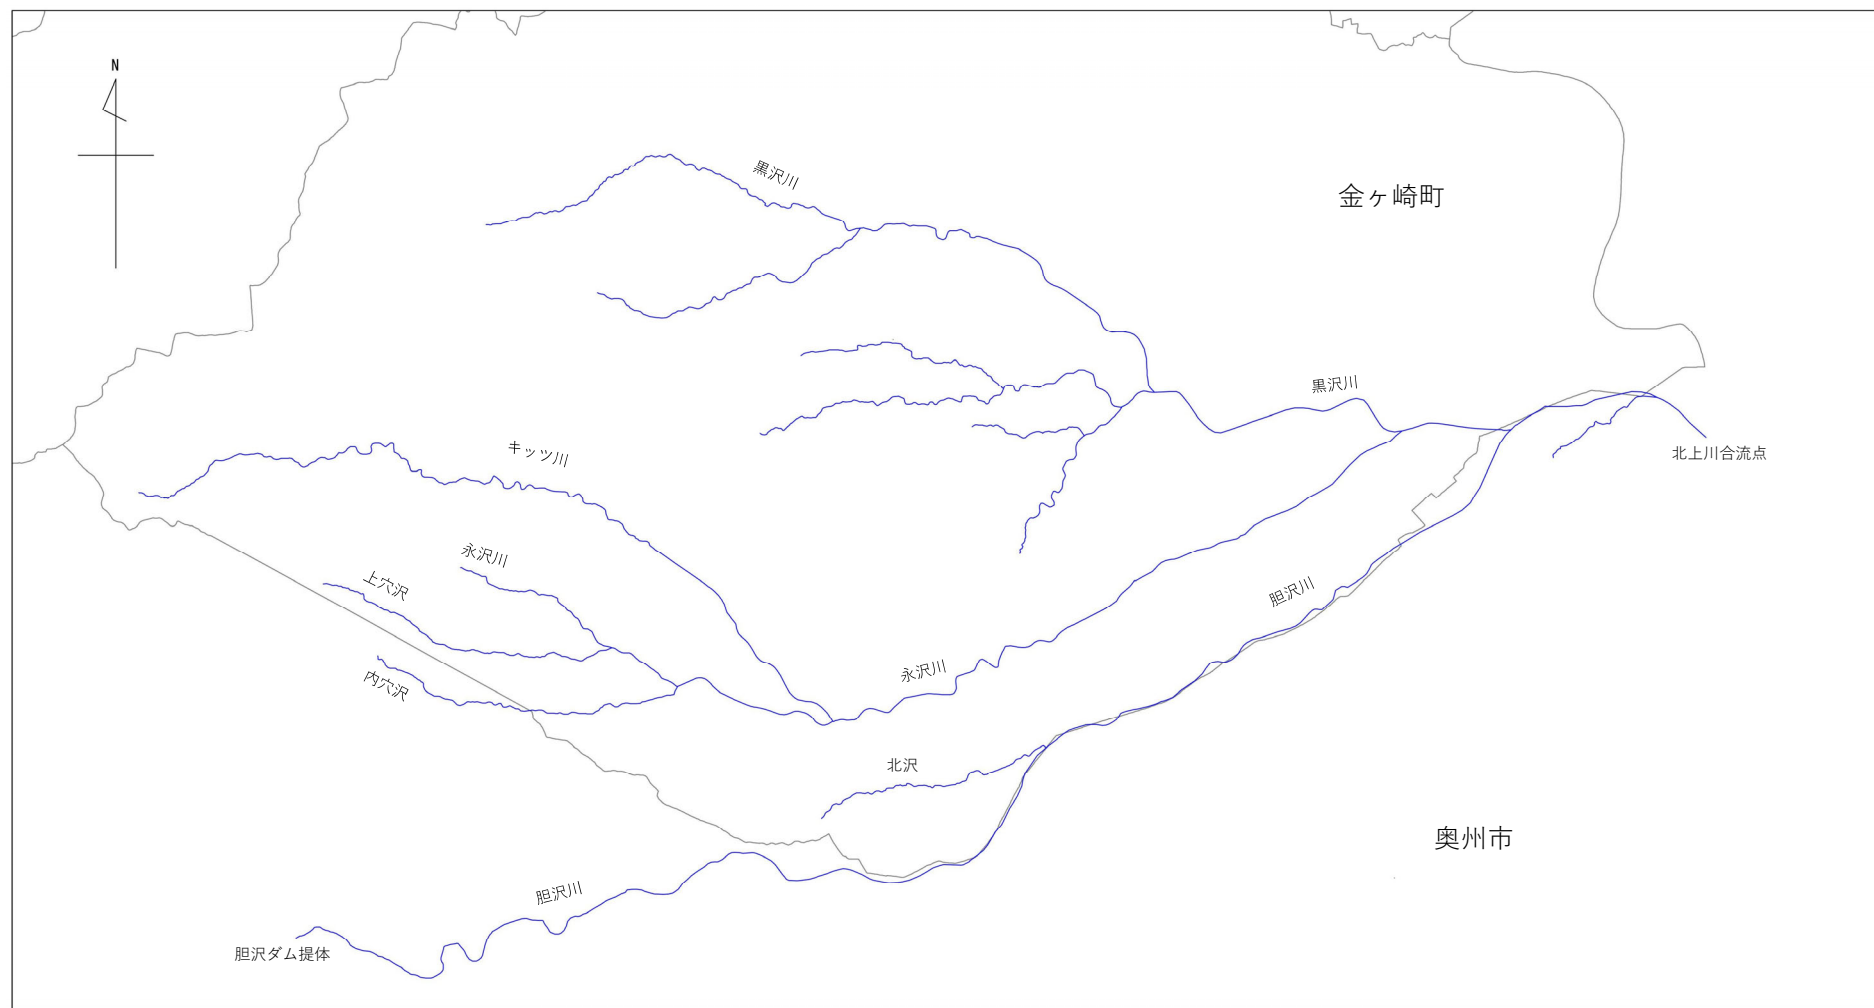 N
黒沢川
金ヶ崎町
黒沢川
キッツ川
北上川合流点
永沢川
上穴沢
胆沢川
永沢川
内穴沢
北沢
奥州市
胆沢川
胆沢ダム提体